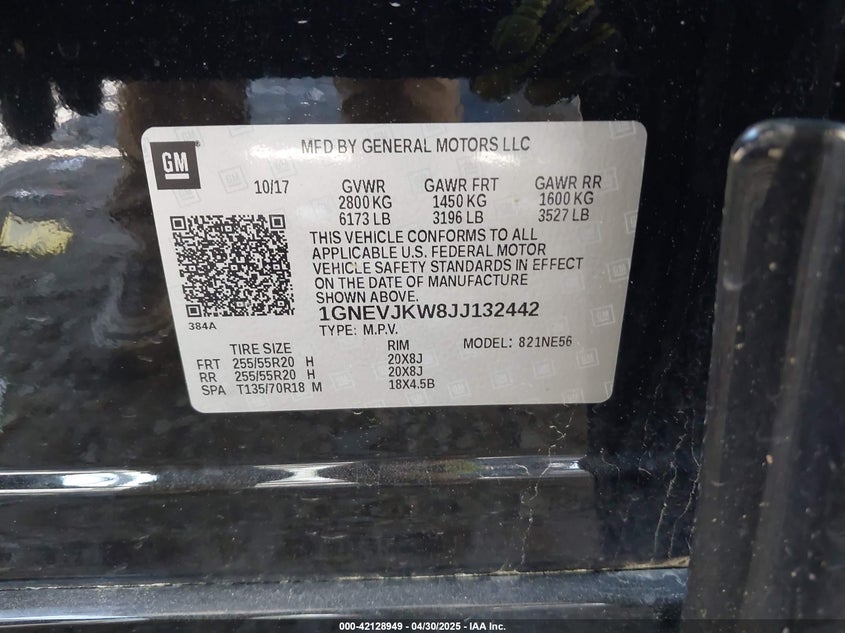 GM
MFD BY GENERAL MOTORS LLC
10/17 GVWR GAWR FRT GAWR RR
2800 KG 1450 KG 1600 KG
6173 LB 3196 LB 3527 LB
THIS VEHICLE CONFORMS TO ALL
APPLICABLE U.S. FEDERAL MOTOR
VEHICLE SAFETY STANDARDS IN EFFECT
ON THE DATE OF MANUFACTURE
SHOWN ABOVE.
384A
1GNEVJKW8JJ132442
TYPE: M.P.V.
TIRE SIZE RIM MODEL: 821NE56
FRT 255/55R20 H 20X8J
RR 255/55R20 H 20X8J
SPA T135/70R18 M 18X4.5B
000-42128949 - 04/30/2025 - IAA Inc.